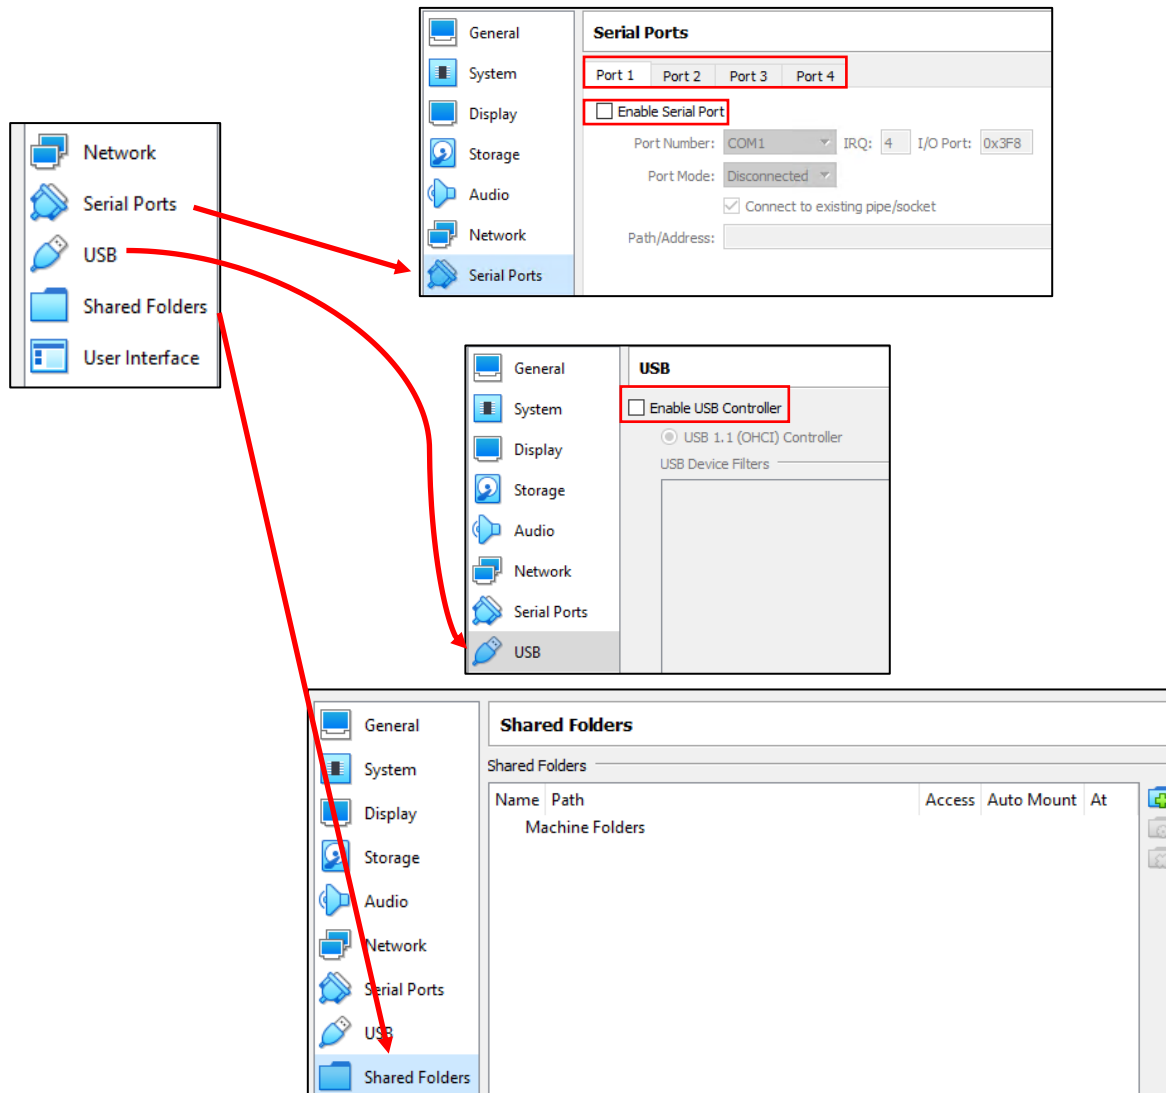 Network
Serial Ports
USB
Shared Folders
User Interface
General
System
Display
Storage
Audio
Network
Serial Ports
Serial Ports
Port 1 Port 2 Port 3 Port 4
Enable Serial Port
Port Number: COM1 IRQ: 4 I/O Port: 0x3F8
Port Mode: Disconnected
Connect to existing pipe/socket
Path/Address:
General
System
Display
Storage
Audio
Network
Serial Ports
USB
USB
Enable USB Controller
USB 1.1 (OHCI) Controller
USB Device Filters
General
System
Display
Storage
Audio
Network
Serial Ports
USB
Shared Folders
Shared Folders
Shared Folders
Name Path Access Auto Mount At
Machine Folders